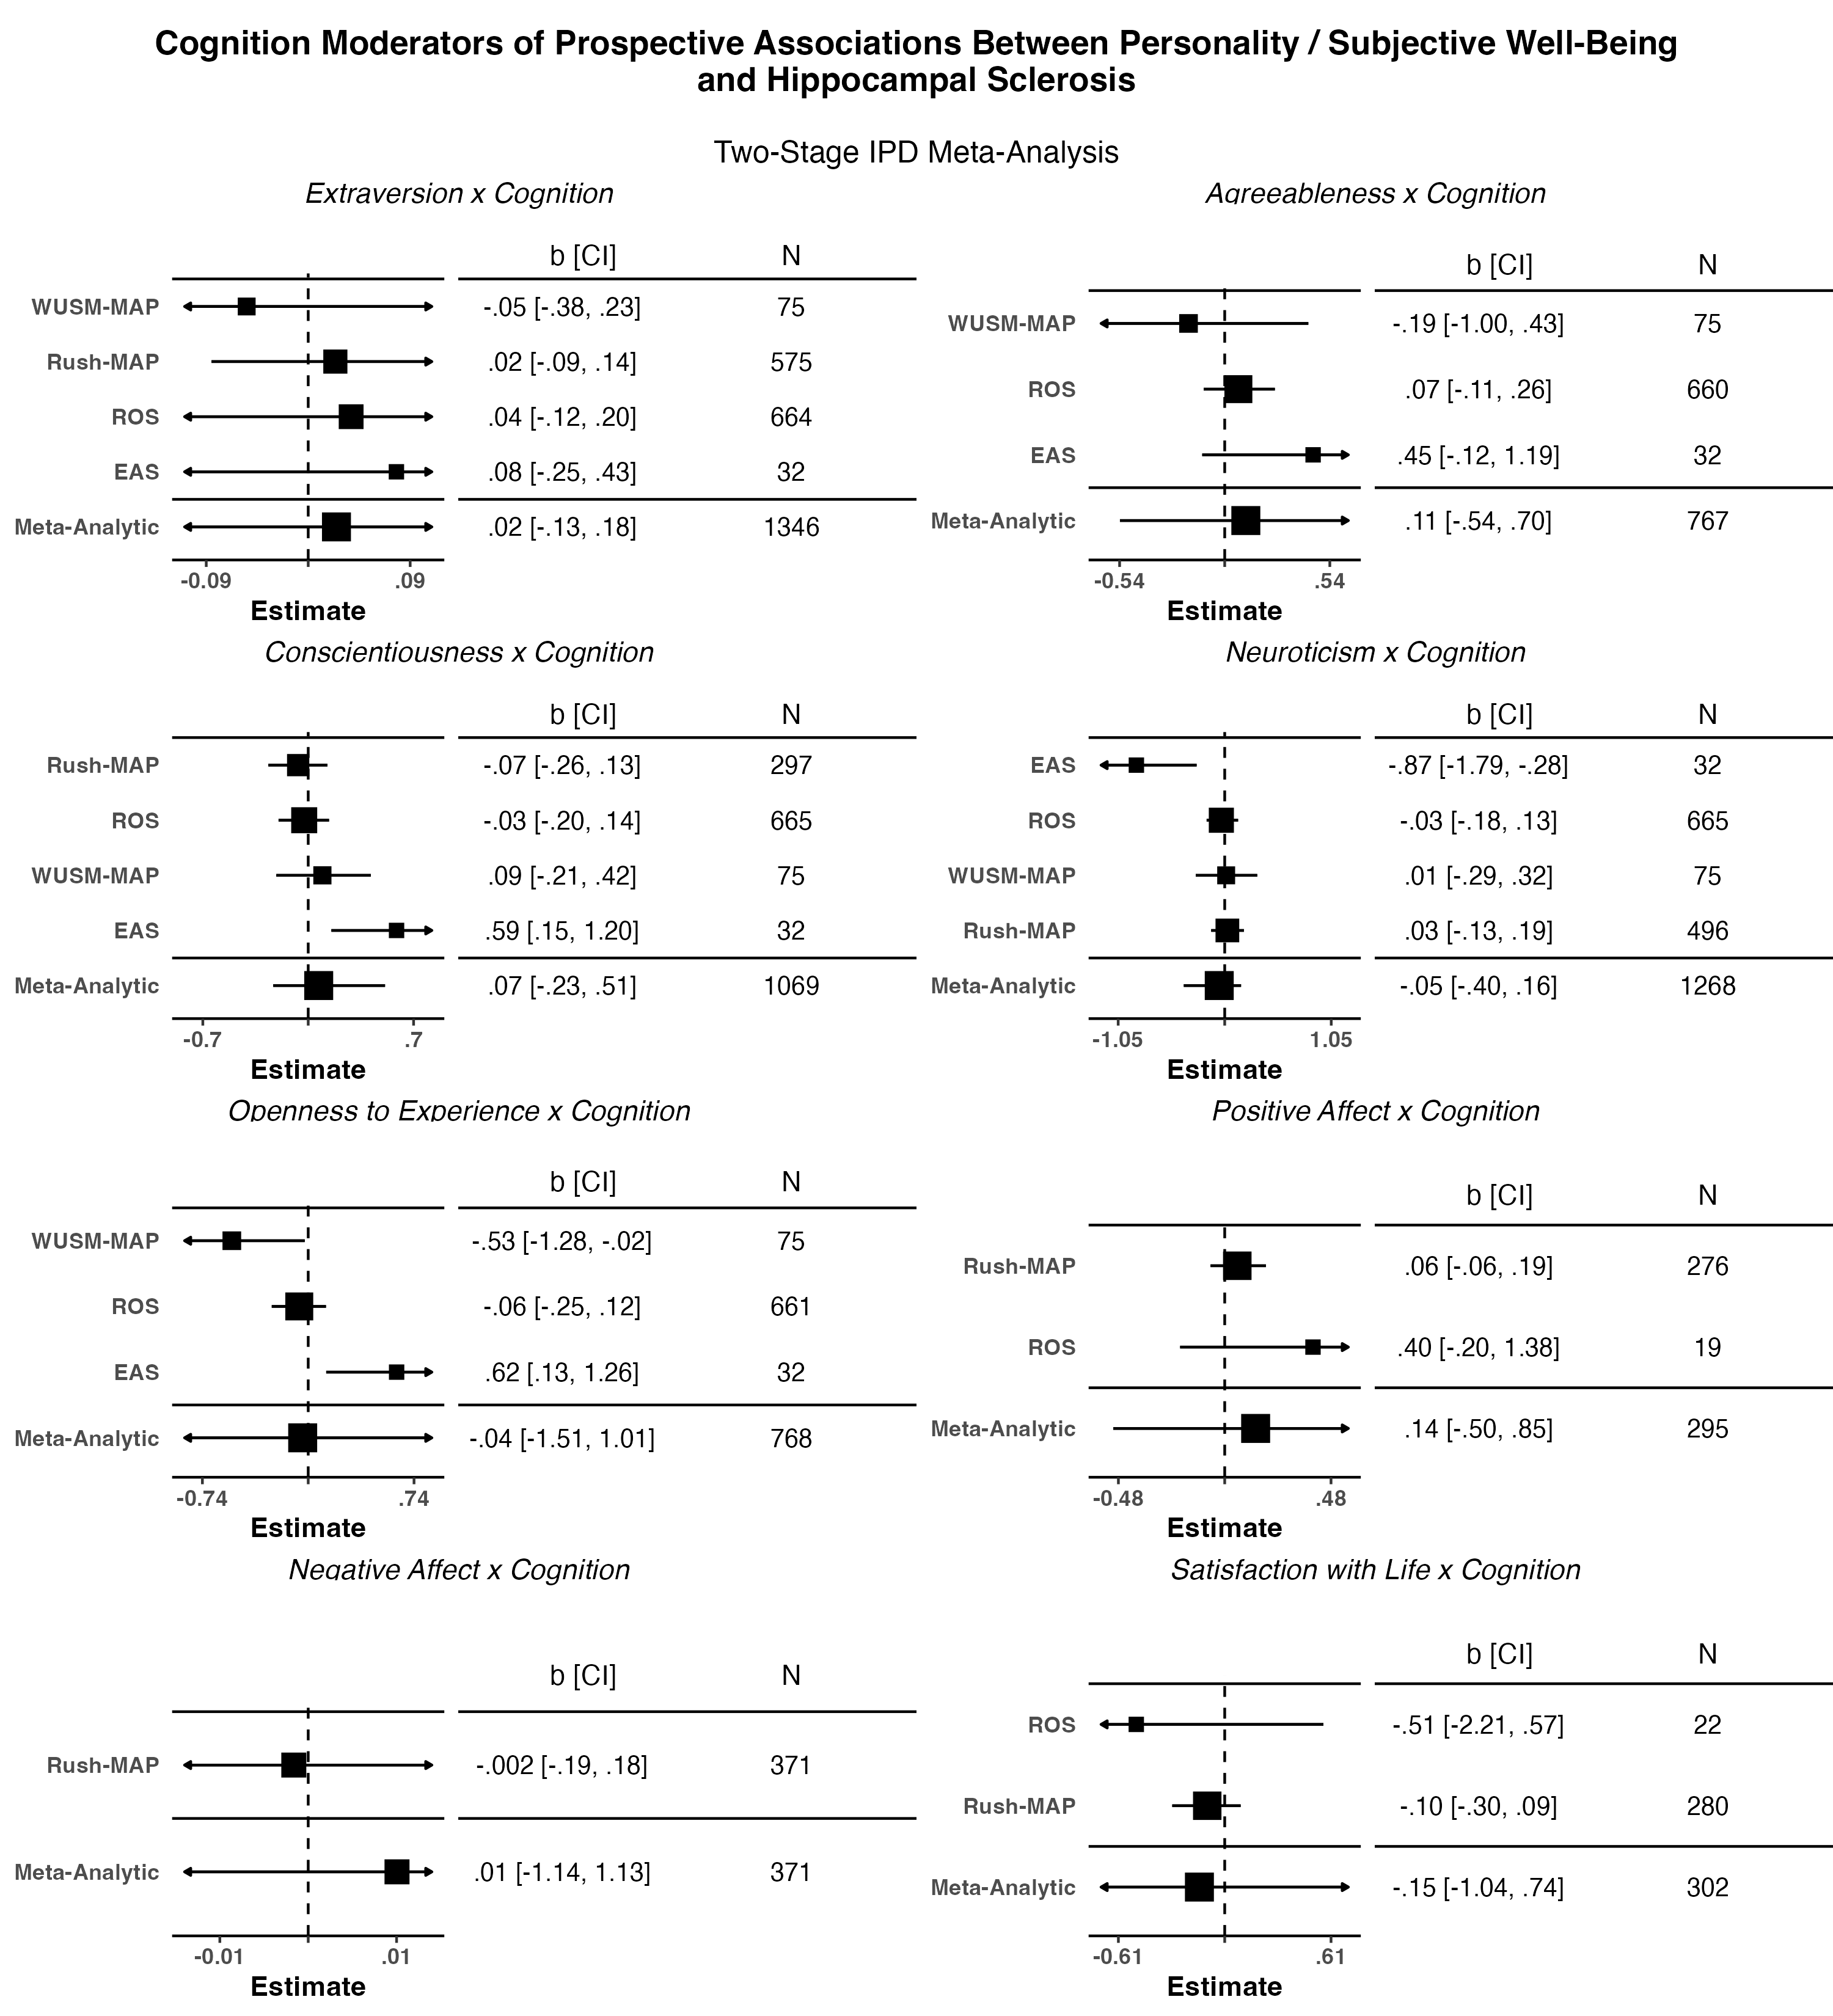 Cognition Moderators of Prospective Associations Between Personality / Subjective Well-Being
and Hippocampal Sclerosis
Two-Stage IPD Meta-Analysis
Extraversion x Cognition
b [CI] N
WUSM-MAP -.05 [-.38, .23] 75
Rush-MAP .02 [-.09, .14] 575
ROS .04 [-.12, .20] 664
EAS .08 [-.25, .43] 32
Meta-Analytic .02 [-.13, .18] 1346
-0.09 .09
Estimate
Agreeableness x Cognition
b [CI] N
WUSM-MAP -.19 [-1.00, .43] 75
ROS .07 [-.11, .26] 660
EAS .45 [-.12, 1.19] 32
Meta-Analytic .11 [-.54, .70] 767
-0.54 .54
Estimate
Conscientiousness x Cognition
b [CI] N
Rush-MAP -.07 [-.26, .13] 297
ROS -.03 [-.20, .14] 665
WUSM-MAP .09 [-.21, .42] 75
EAS .59 [.15, 1.20] 32
Meta-Analytic .07 [-.23, .51] 1069
-0.7 .7
Estimate
Neuroticism x Cognition
b [CI] N
EAS -.87 [-1.79, -.28] 32
ROS -.03 [-.18, .13] 665
WUSM-MAP .01 [-.29, .32] 75
Rush-MAP .03 [-.13, .19] 496
Meta-Analytic -.05 [-.40, .16] 1268
-1.05 1.05
Estimate
Openness to Experience x Cognition
b [CI] N
WUSM-MAP -.53 [-1.28, -.02] 75
ROS -.06 [-.25, .12] 661
EAS .62 [.13, 1.26] 32
Meta-Analytic -.04 [-1.51, 1.01] 768
-0.74 .74
Estimate
Positive Affect x Cognition
b [CI] N
Rush-MAP .06 [-.06, .19] 276
ROS .40 [-.20, 1.38] 19
Meta-Analytic .14 [-.50, .85] 295
-0.48 .48
Estimate
Negative Affect x Cognition
b [CI] N
Rush-MAP -.002 [-.19, .18] 371
Meta-Analytic .01 [-1.14, 1.13] 371
-0.01 .01
Estimate
Satisfaction with Life x Cognition
b [CI] N
ROS -.51 [-2.21, .57] 22
Rush-MAP -.10 [-.30, .09] 280
Meta-Analytic -.15 [-1.04, .74] 302
-0.61 .61
Estimate